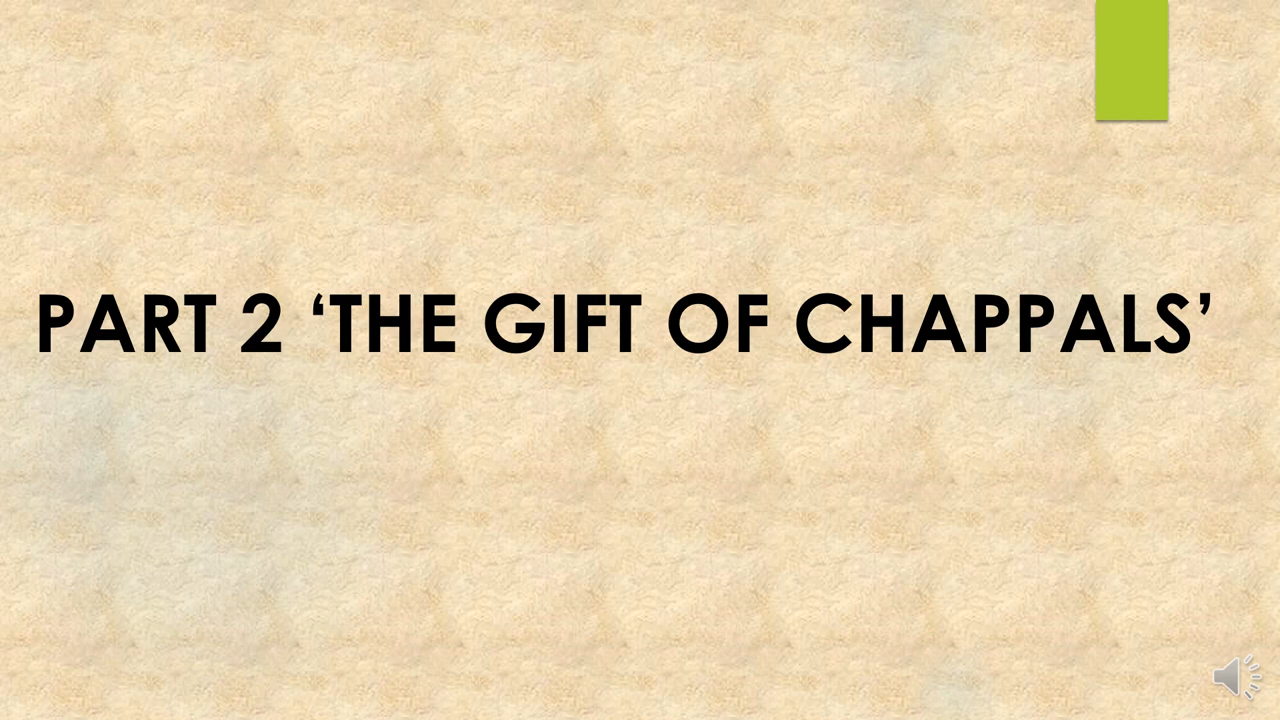 PART 2 ‘THE GIFT OF CHAPPALS’